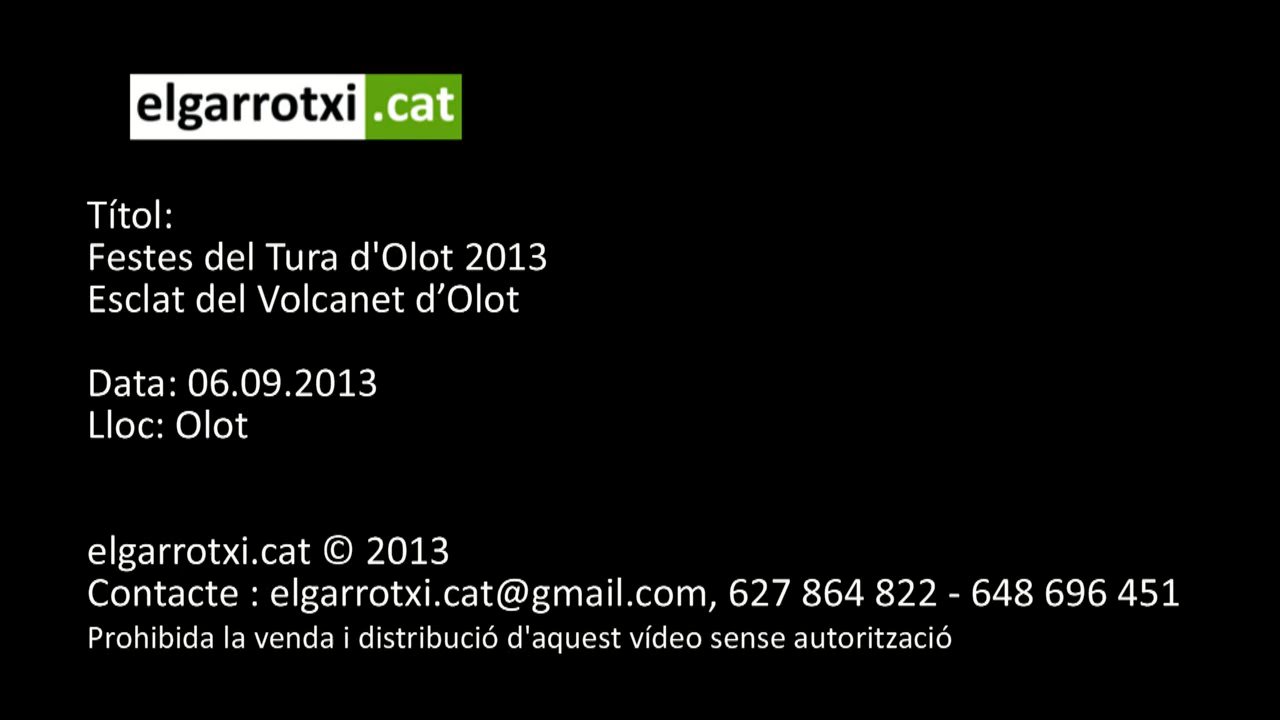 elgarrotxi.cat
Títol:
Festes del Tura d'Olot 2013
Esclat del Volcanet d’Olot
Data: 06.09.2013
Lloc: Olot
elgarrotxi.cat © 2013
Contacte : elgarrotxi.cat@gmail.com, 627 864 822 - 648 696 451
Prohibida la venda i distribució d'aquest vídeo sense autorització